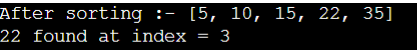 After sorting :- [5, 10, 15, 22, 35]
22 found at index = 3